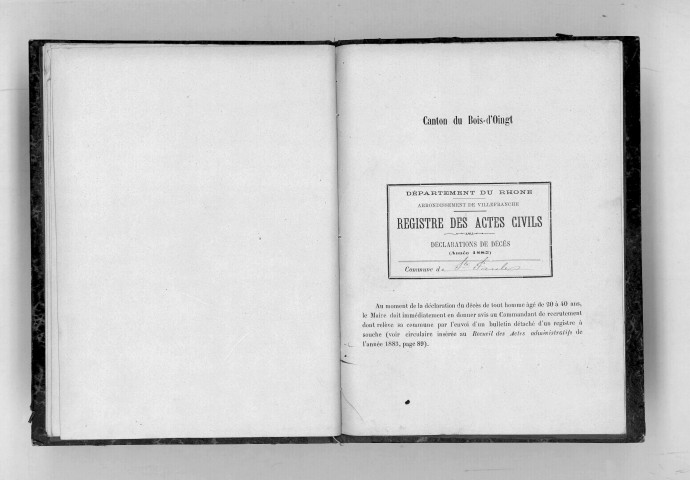 Canton du Bois-d'Oingt
DÉPARTEMENT DU RHONE
ARRONDISSEMENT DE VILLEFRANCHE
REGISTRE DES ACTES CIVILS
DÉCLARATIONS DE DÉCÈS
(Année 1885)
Commune de St
Au moment de la déclaration du décès de tout homme âgé de 20 à 40 ans,
le Maire doit immédiatement en donner avis au Commandant de recrutement
dont relève sa commune par l'envoi d'un bulletin détaché d'un registre à
souche (voir circulaire insérée au Recueil des Actes administratifs de
l'année 1883, page 89).